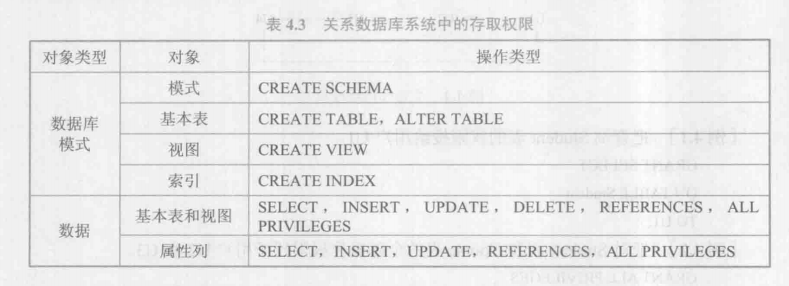 表 4.3 关系数据库系统中的存取权限
对象类型 对象 操作类型
数据库
模式
模式 CREATE SCHEMA
基本表 CREATE TABLE，ALTER TABLE
视图 CREATE VIEW
索引 CREATE INDEX
数据
基本表和视图 SELECT， INSERT， UPDATE， DELETE， REFERENCES， ALL
PRIVILEGES
属性列 SELECT，INSERT，UPDATE，REFERENCES，ALL PRIVILEGES